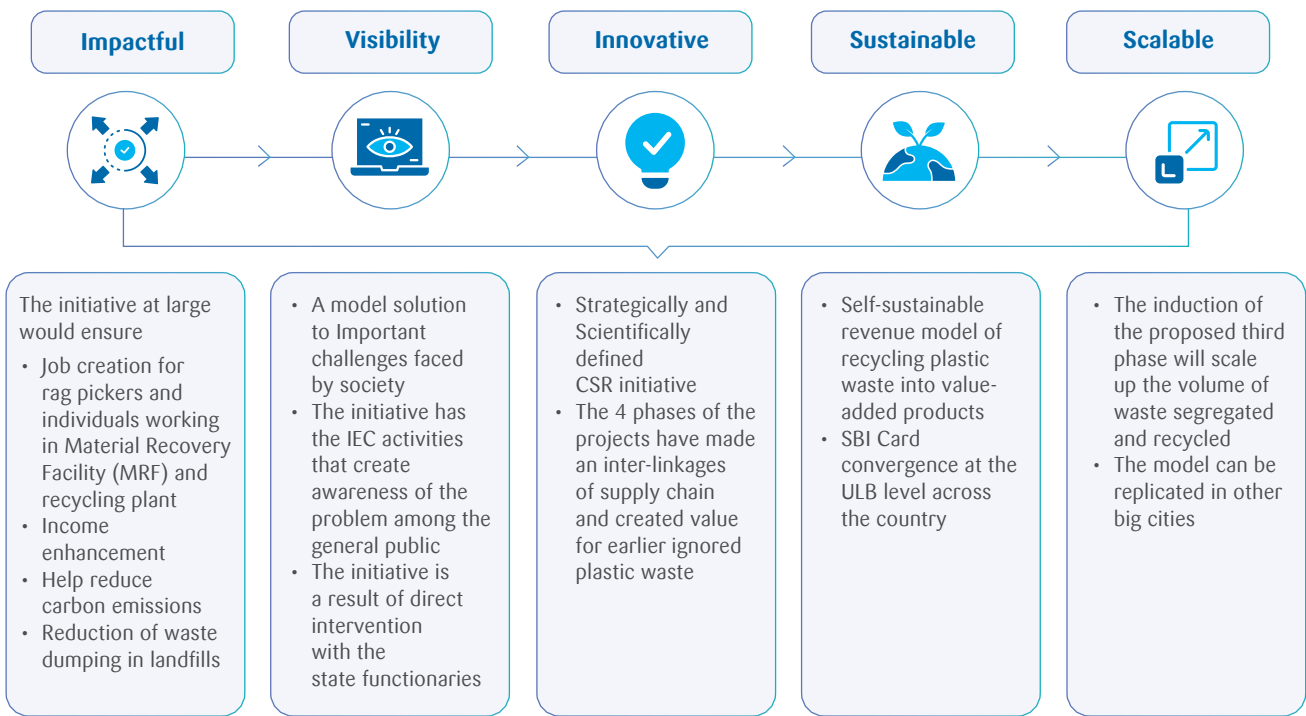 Impactful
Visibility
Innovative
Sustainable
Scalable
The initiative at large
would ensure
• Job creation for
rag pickers and
individuals working
in Material Recovery
Facility (MRF) and
recycling plant
• Income
enhancement
• Help reduce
carbon emissions
• Reduction of waste
dumping in landfills
• A model solution
to Important
challenges faced
by society
• The initiative has
the IEC activities
that create
awareness of the
problem among the
general public
• The initiative is
a result of direct
intervention
with the
state functionaries
• Strategically and
Scientifically
defined
CSR initiative
• The 4 phases of the
projects have made
an inter-linkages
of supply chain
and created value
for earlier ignored
plastic waste
• Self-sustainable
revenue model of
recycling plastic
waste into value-
added products
• SBI Card
convergence at the
ULB level across
the country
• The induction of
the proposed third
phase will scale
up the volume of
waste segregated
and recycled
• The model can be
replicated in other
big cities